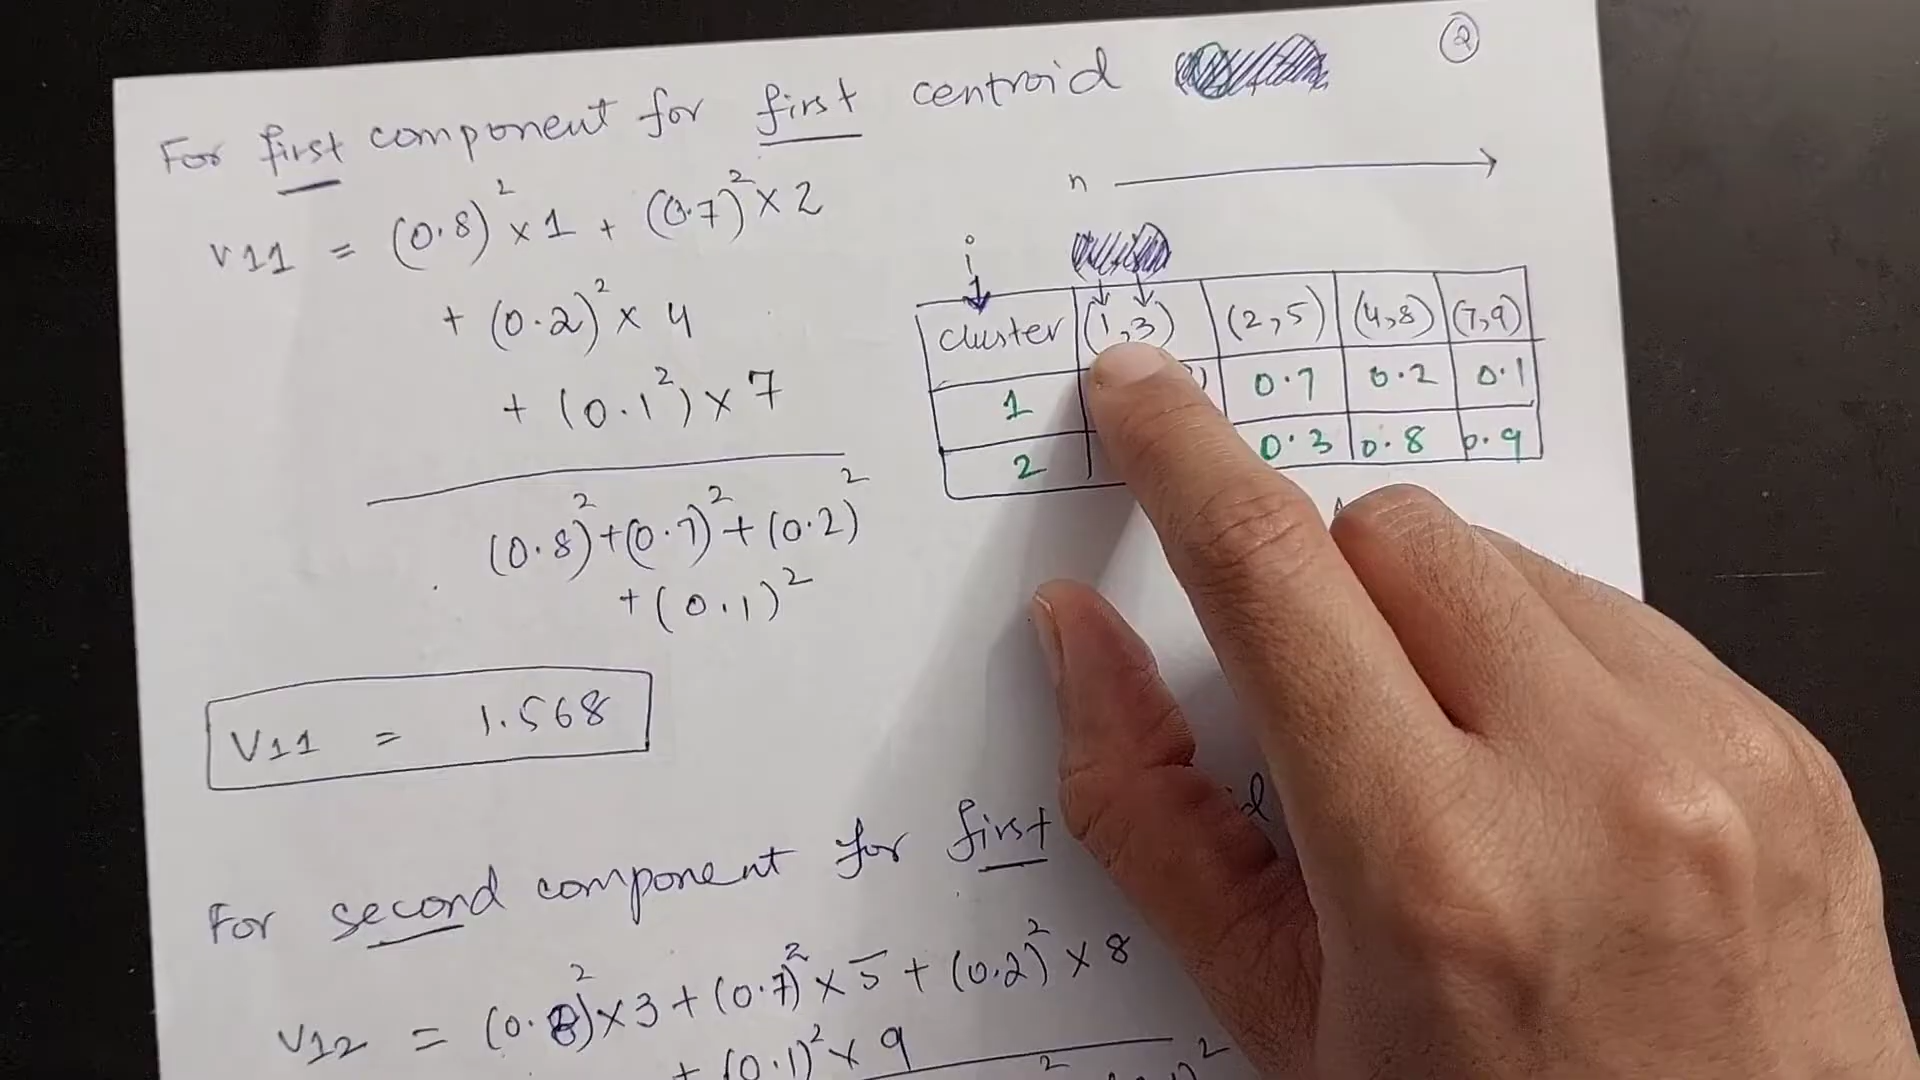 2
For first component for first centroid
n
v11 = (0.8)² × 1 + (0.7)² × 2
+ (0.2)² × 4
+ (0.1²) × 7
(0.8)² + (0.7)² + (0.2)²
+ (0.1)²
i
cluster (1,3) (2,5) (4,8) (7,9)
1 0.7 0.2 0.1
2 0.3 0.8 0.9
V11 = 1.568
For second component for first
V12 = (0.8)² × 3 + (0.7)² × 5 + (0.2)² × 8
+ (0.1)² × 9